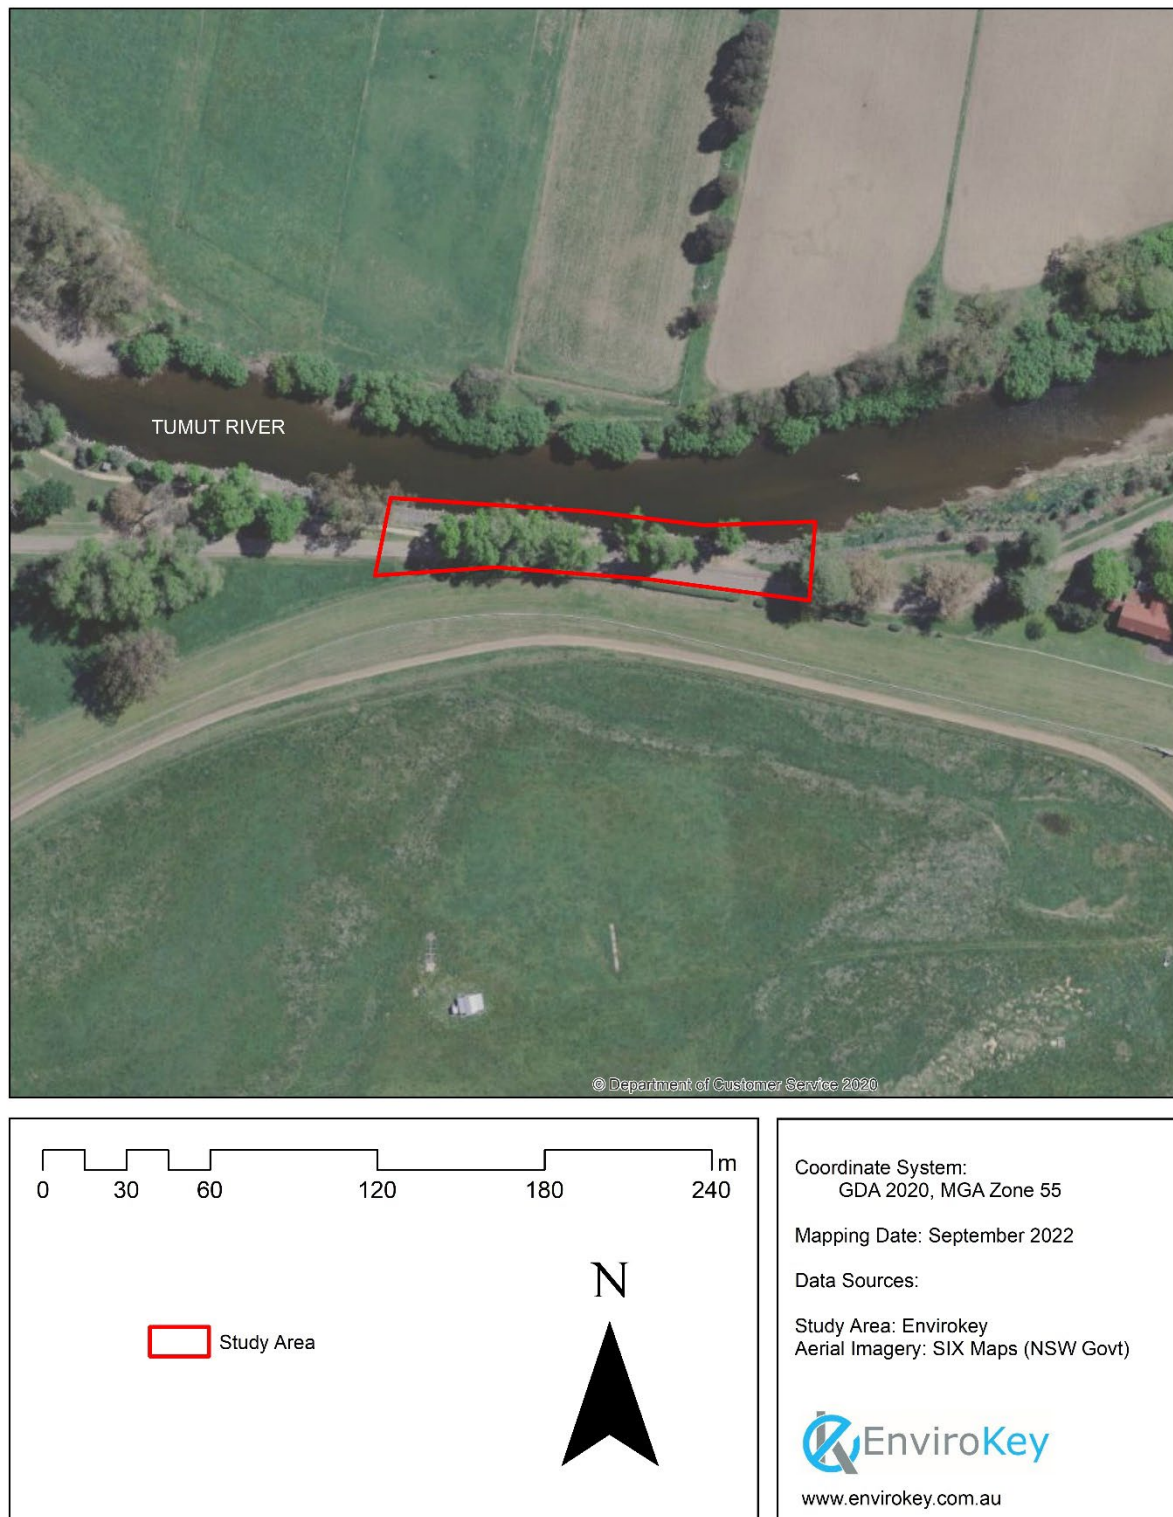 TUMUT RIVER
© Department of Customer Service 2020
m
0 30 60 120 180 240
N
Study Area
Coordinate System:
GDA 2020, MGA Zone 55
Mapping Date: September 2022
Data Sources:
Study Area: Envirokey
Aerial Imagery: SIX Maps (NSW Govt)
EnviroKey
www.envirokey.com.au